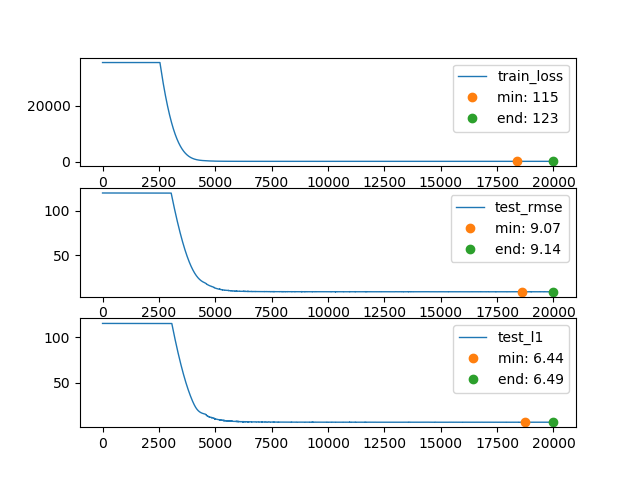 train_loss
min: 115
end: 123
20000
0
0 2500 5000 7500 10000 12500 15000 17500 20000
test_rmse
min: 9.07
end: 9.14
100
50
0 2500 5000 7500 10000 12500 15000 17500 20000
test_l1
min: 6.44
end: 6.49
100
50
0 2500 5000 7500 10000 12500 15000 17500 20000